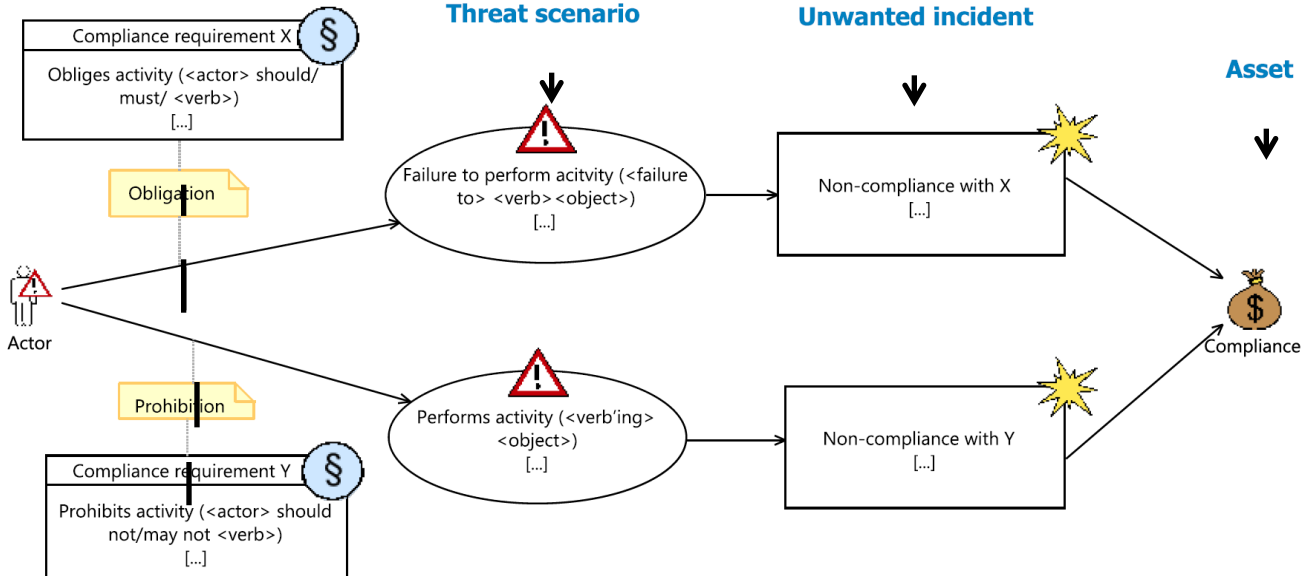 Threat scenario
Unwanted incident
Asset
Compliance requirement X
§
Obliges activity (<actor> should/
must/ <verb>)
[...]
Obligation
Failure to perform acitvity (<failure
to> <verb><object>)
[...]
Non-compliance with X
[...]
Actor
$
Compliance
Prohibition
Performs activity (<verb'ing>
<object>)
[...]
Non-compliance with Y
[...]
Compliance requirement Y
§
Prohibits activity (<actor> should
not/may not <verb>)
[...]